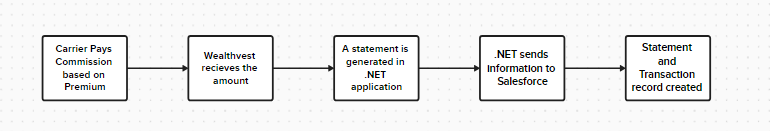 Carrier Pays
Commission
based on
Premium
Wealthvest
recieves the
amount
A statement is
generated in
.NET
application
.NET sends
information to
Salesforce
Statement
and
Transaction
record created